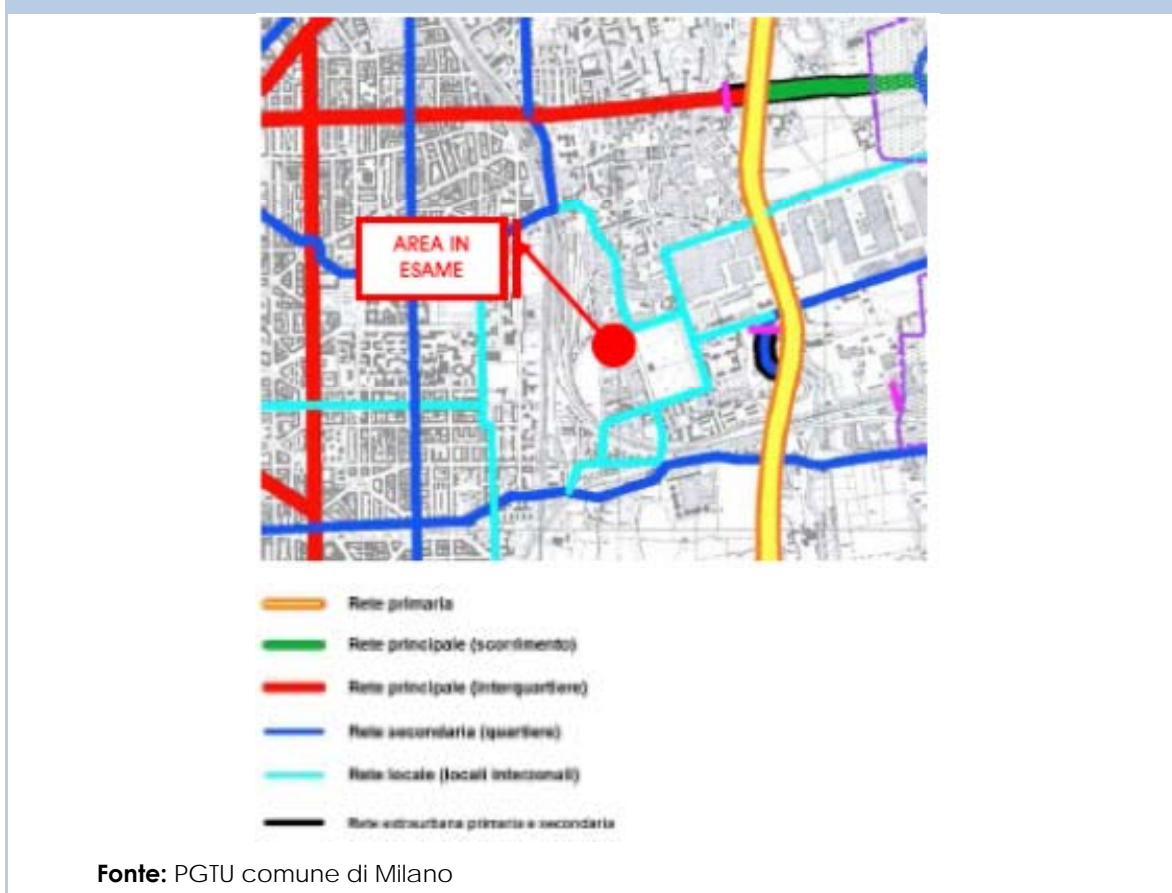 AREA IN
ESAME
Rete primaria
Rete principale (scorrimento)
Rete principale (interquartiere)
Rete secondaria (quartiere)
Rete locale (locali interzonali)
Rete extraurbana primaria e secondaria
Fonte: PGTU comune di Milano